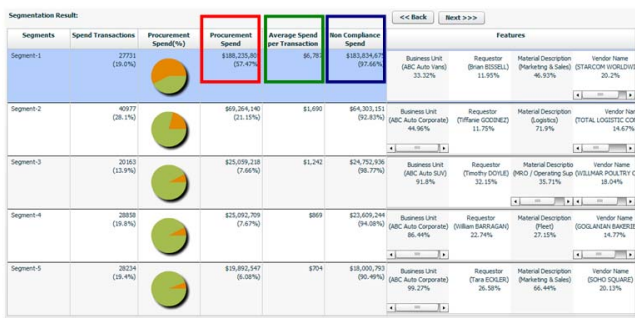 Segmentation Result:
<< Back Next >>>
Segments Spend Transactions Procurement Spend(%) Procurement Spend Average Spend per Transaction Non Compliance Spend Features
Segment-1 27731 (19.0%) $188,235,80 (57.47% $6,78 $183,834,67 (97.66%
Business Unit (ABC Auto Vans) 33.32% Requestor (Brian BISSELL) 11.93% Material Description (Marketing & Sales) 46.93% Vendor Name (STARCOM WORLDWI 20.2%
Segment-2 40977 (28.1%) $69,264,140 (21.15%) $1,690 $64,303,151 (92.83%)
Business Unit (ABC Auto Corporate) 44.96% Requestor (Tiffanie GODINEZ) 11.75% Material Description (Logistics) 71.9% Vendor Nar (TOTAL LOGISTIC CO 14.67%
Segment-3 20163 (13.9%) $25,059,218 (7.66%) $1,242 $24,752,936 (98.77%)
Business Unit (ABC Auto SUV) 91.8% Requestor (Timothy DOYLE) 32.15% Material Descriptio (MRO / Operating Sup 35.71% Vendor Name (WILLMAR POULTRY C 18.04%
Segment-4 28858 (19.8%) $25,092,709 (7.67%) $869 $23,609,244 (94.08%)
Business Unit (ABC Auto Corporate) 86.44% Requestor (William BARRAGAN) 22.74% Material Description (Fleet) 27.15% Vendor Name (GOGLANIAN BAKERIE 14.77%
Segment-5 28234 (19.4%) $19,892,547 (6.08%) $704 $18,000,793 (90.49%)
Business Unit (ABC Auto Corporate) 99.27% Requestor (Tara EICKLER) 26.58% Material Description (Marketing & Sales) 66.44% Vendor Name (SOHO SQUARE) 20.13%